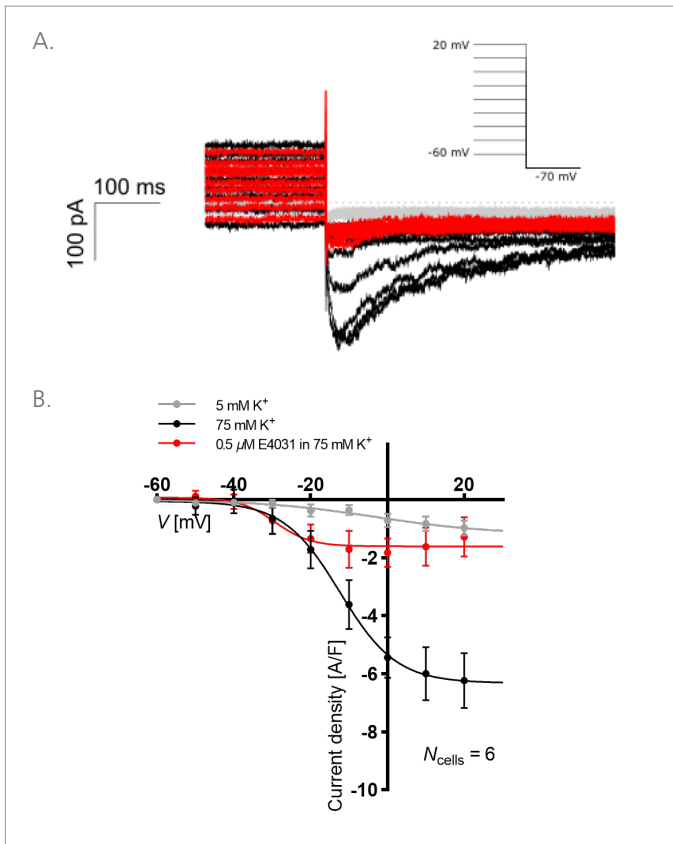 A.
20 mV
-60 mV
-70 mV
100 ms
100 pA
B.
5 mM K⁺
75 mM K⁺
0.5 µM E4031 in 75 mM K⁺
-60 -40 -20 20
V [mV]
-2
-4
-6
-8
-10
Current density [A/F]
N_cells = 6